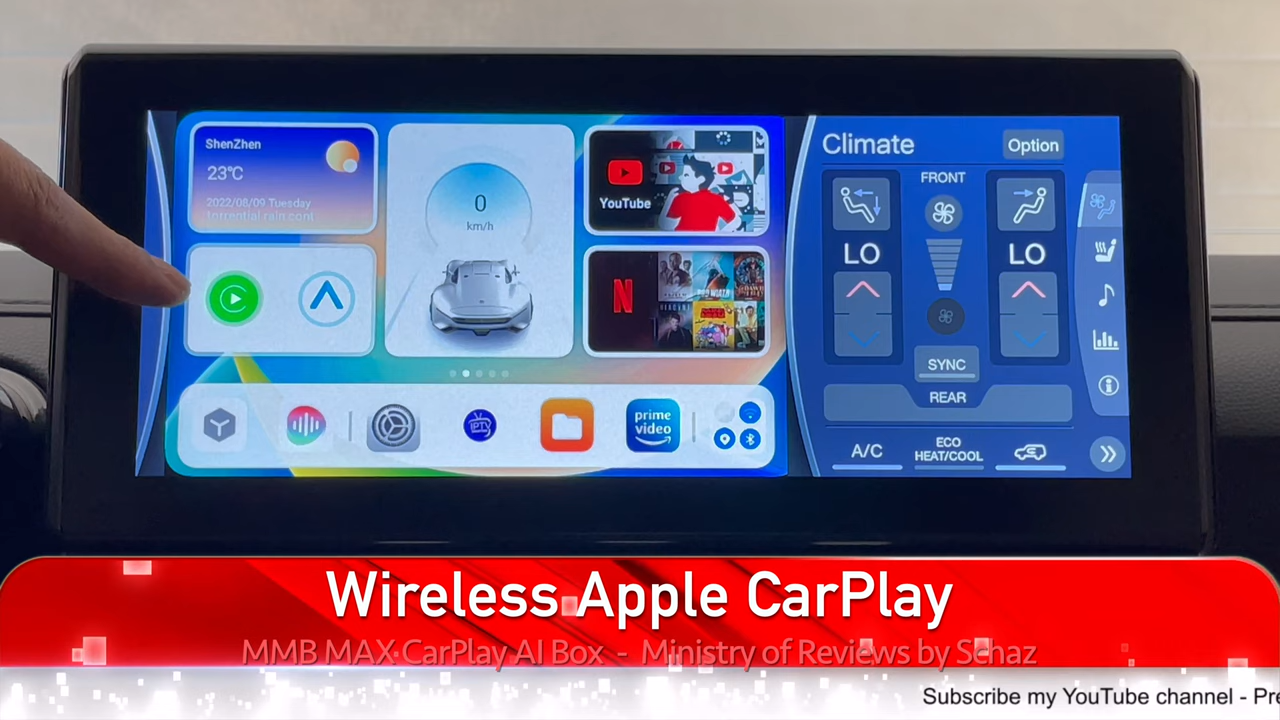 ShenZhen
23℃
2022/08/09 Tuesday
torrential rain.cont
0
km/h
YouTube
N
IPTV
prime
video
Climate
Option
FRONT
LO
LO
SYNC
REAR
A/C
ECO
HEAT/COOL
Wireless Apple CarPlay
MMB MAX CarPlay AI Box - Ministry of Reviews by Schaz
Subscribe my YouTube channel - Pre